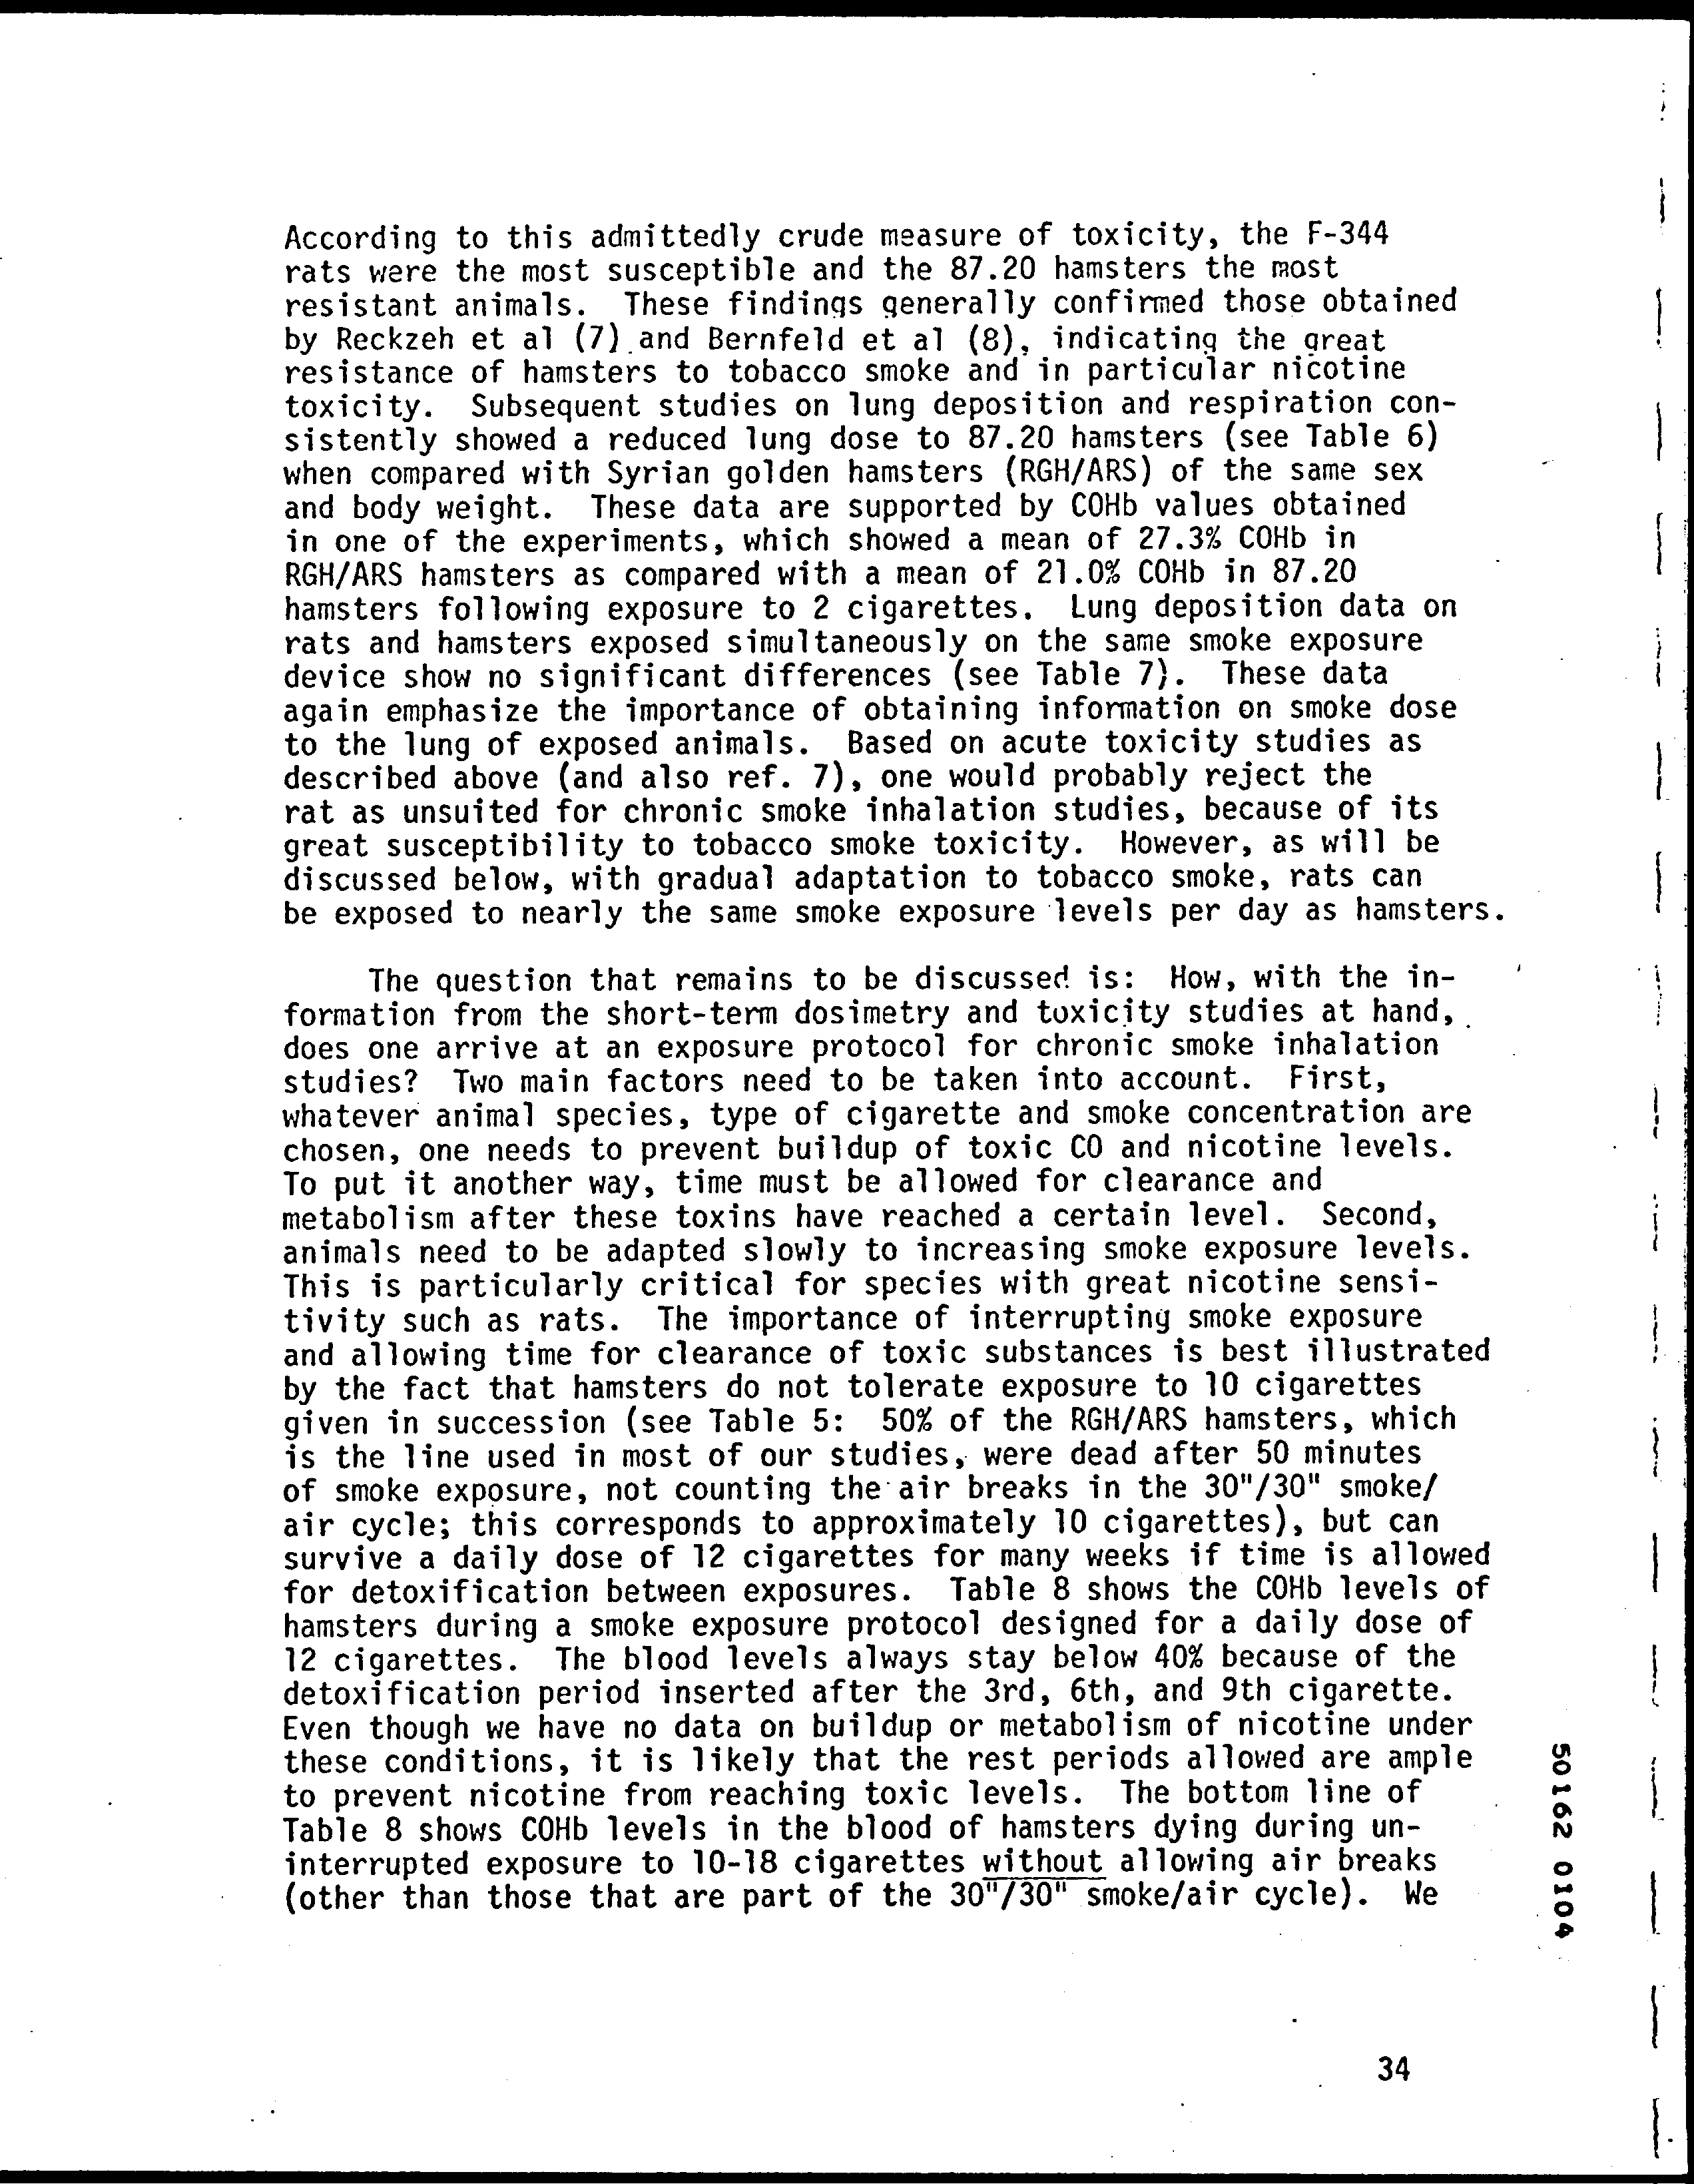 According to this admittedly crude measure of toxicity, the F-344
rats were the most susceptible and the 87.20 hamsters the most
resistant animals.  These findings generally confirmed those obtained
by Reckzeh et al (7) and Bernfeld et al (8), indicating the great
resistance of hamsters to tobacco smoke and in particular nicotine
toxicity.  Subsequent studies on lung deposition and respiration con-
sistently showed a reduced lung dose to 87.20 hamsters (see Table 6)
when compared with Syrian golden hamsters (RGH/ARS) of the same sex
and body weight.  These data are supported by COHb values obtained
in one of the experiments, which showed a mean of 27.3% COHb in
RGH/ARS hamsters as compared with a mean of 21.0% COHb in 87.20
hamsters following exposure to 2 cigarettes.  Lung deposition data on
rats and hamsters exposed simultaneously on the same smoke exposure
device show no significant differences (see Table 7).  These data
again emphasize the importance of obtaining information on smoke dose
to the lung of exposed animals.  Based on acute toxicity studies as
described above (and also ref. 7), one would probably reject the
rat as unsuited for chronic smoke inhalation studies, because of its
great susceptibility to tobacco smoke toxicity.  However, as will be
discussed below, with gradual adaptation to tobacco smoke, rats can
be exposed to nearly the same smoke exposure levels per day as hamsters.
The question that remains to be discussed is:  How, with the in-
formation from the short-term dosimetry and toxicity studies at hand,
does one arrive at an exposure protocol for chronic smoke inhalation
studies?  Two main factors need to be taken into account.  First,
whatever animal species, type of cigarette and smoke concentration are
chosen, one needs to prevent buildup of toxic CO and nicotine levels.
To put it another way, time must be allowed for clearance and
metabolism after these toxins have reached a certain level.  Second,
animals need to be adapted slowly to increasing smoke exposure levels.
This is particularly critical for species with great nicotine sensi-
tivity such as rats.  The importance of interrupting smoke exposure
and allowing time for clearance of toxic substances is best illustrated
by the fact that hamsters do not tolerate exposure to 10 cigarettes
given in succession (see Table 5:  50% of the RGH/ARS hamsters, which
is the line used in most of our studies, were dead after 50 minutes
of smoke exposure, not counting the air breaks in the 30"/30" smoke/
air cycle; this corresponds to approximately 10 cigarettes), but can
survive a daily dose of 12 cigarettes for many weeks if time is allowed
for detoxification between exposures.  Table 8 shows the COHb levels of
hamsters during a smoke exposure protocol designed for a daily dose of
12 cigarettes.  The blood levels always stay below 40% because of the
detoxification period inserted after the 3rd, 6th, and 9th cigarette.
Even though we have no data on buildup or metabolism of nicotine under
these conditions, it is likely that the rest periods allowed are ample
to prevent nicotine from reaching toxic levels.  The bottom line of
Table 8 shows COHb levels in the blood of hamsters dying during un-
interrupted exposure to 10-18 cigarettes without allowing air breaks
(other than those that are part of the 30"/30" smoke/air cycle).  We
50162 0104
34